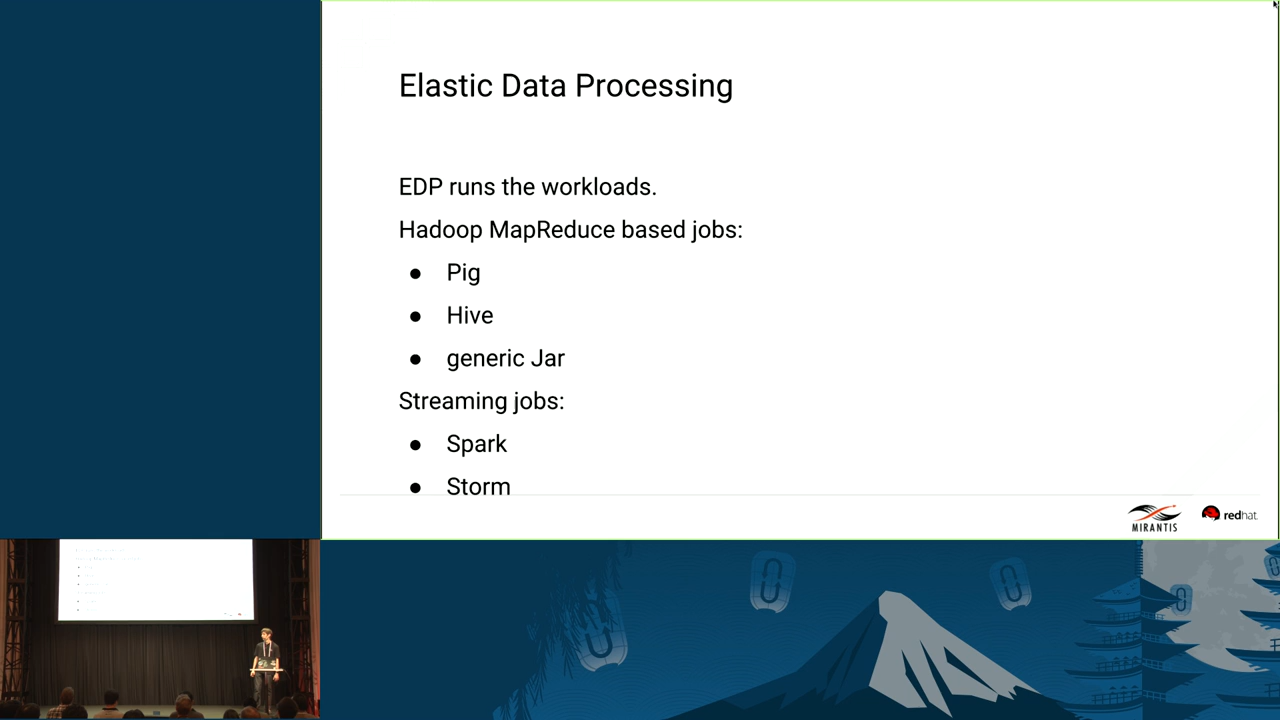 Elastic Data Processing
EDP runs the workloads.
Hadoop MapReduce based jobs:
● Pig
● Hive
● generic Jar
Streaming jobs:
● Spark
● Storm
MIRANTIS
redhat.